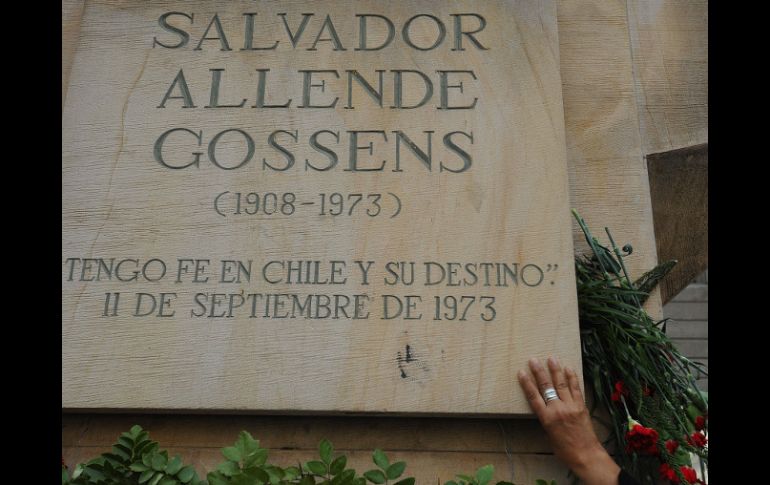 SALVADOR
ALLENDE
GOSSENS
(1908-1973)
TENGO FE EN CHILE Y SU DESTINO".
11 DE SEPTIEMBRE DE 1973